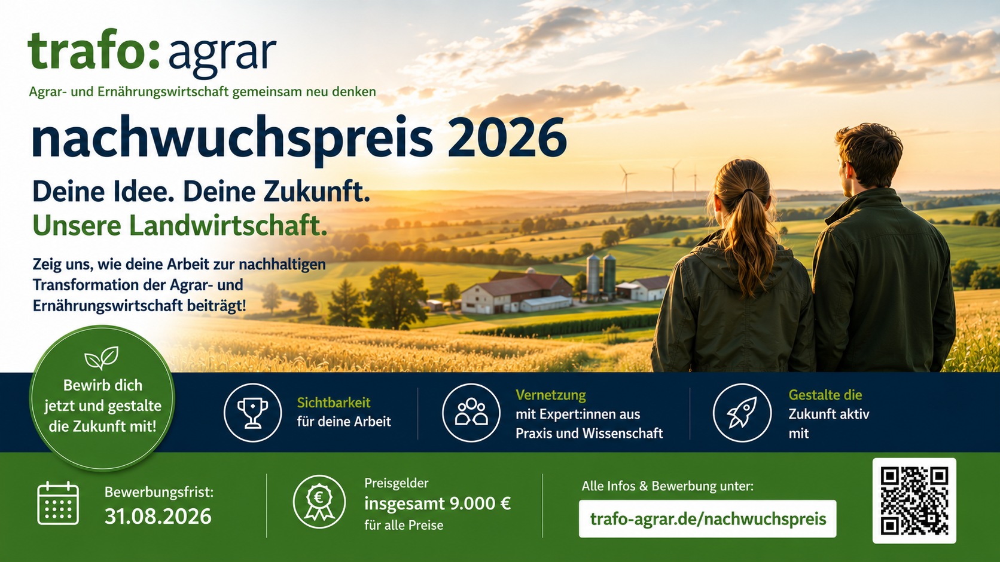 trafo: agrar
Agrar- und Ernährungswirtschaft gemeinsam neu denken
nachwuchspreis 2026
Deine Idee. Deine Zukunft.
Unsere Landwirtschaft.
Zeig uns, wie deine Arbeit zur nachhaltigen
Transformation der Agrar- und
Ernährungswirtschaft beiträgt!
Bewirb dich
jetzt und gestalte
die Zukunft mit!
Sichtbarkeit
für deine Arbeit
Vernetzung
mit Expert:innen aus
Praxis und Wissenschaft
Gestalte die
Zukunft aktiv
mit
Bewerbungsfrist:
31.08.2026
€
Preisgelder
insgesamt 9.000 €
für alle Preise
Alle Infos & Bewerbung unter:
trafo-agrar.de/nachwuchspreis